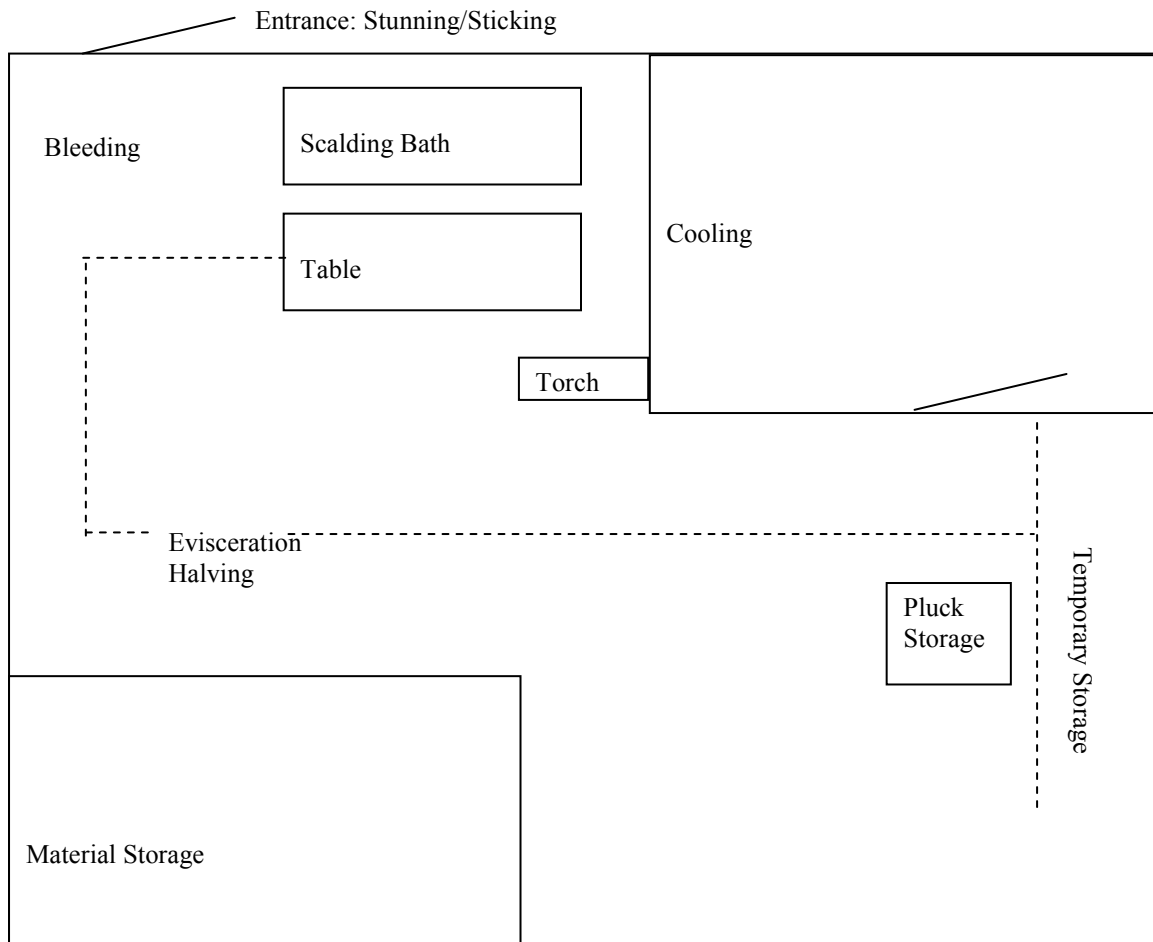 Entrance: Stunning/Sticking
Bleeding
Scalding Bath
Cooling
Table
Torch
Evisceration
Halving
Pluck
Storage
Temporary Storage
Material Storage